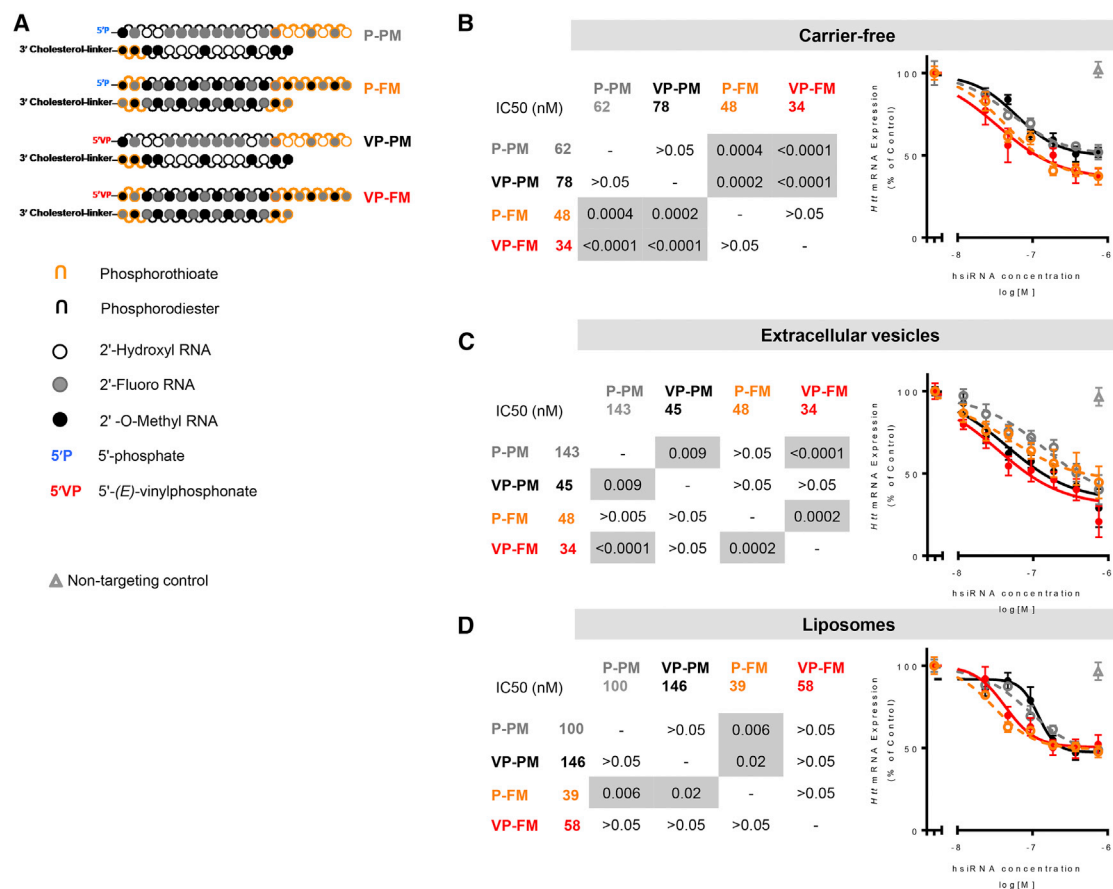 A
5'P
P-PM
3' Cholesterol-linker
5'P
P-FM
3' Cholesterol-linker
5'VP
VP-PM
3' Cholesterol-linker
5'VP
VP-FM
3' Cholesterol-linker
Phosphorothioate
Phosphorodiester
2'-Hydroxyl RNA
2'-Fluoro RNA
2' -O-Methyl RNA
5'P 5'-phosphate
5'VP 5'-(E)-vinylphosphonate
Non-targeting control
B
Carrier-free
P-PM VP-PM P-FM VP-FM
IC50 (nM) 62 78 48 34
P-PM 62 - >0.05 0.0004 <0.0001
VP-PM 78 >0.05 - 0.0002 <0.0001
P-FM 48 0.0004 0.0002 - >0.05
VP-FM 34 <0.0001 <0.0001 >0.05 -
Htt mRNA Expression
(% of Control)
100
50
0
-8 -7 -6
hsiRNA concentration
log[M]
C
Extracellular vesicles
P-PM VP-PM P-FM VP-FM
IC50 (nM) 143 45 48 34
P-PM 143 - 0.009 >0.05 <0.0001
VP-PM 45 0.009 - >0.05 >0.05
P-FM 48 >0.005 >0.05 - 0.0002
VP-FM 34 <0.0001 >0.05 0.0002 -
Htt mRNA Expression
(% of Control)
100
50
0
-8 -7 -6
hsiRNA concentration
log[M]
D
Liposomes
P-PM VP-PM P-FM VP-FM
IC50 (nM) 100 146 39 58
P-PM 100 - >0.05 0.006 >0.05
VP-PM 146 >0.05 - 0.02 >0.05
P-FM 39 0.006 0.02 - >0.05
VP-FM 58 >0.05 >0.05 >0.05 -
Htt mRNA Expression
(% of Control)
100
50
0
-8 -7 -6
hsiRNA concentration
log[M]